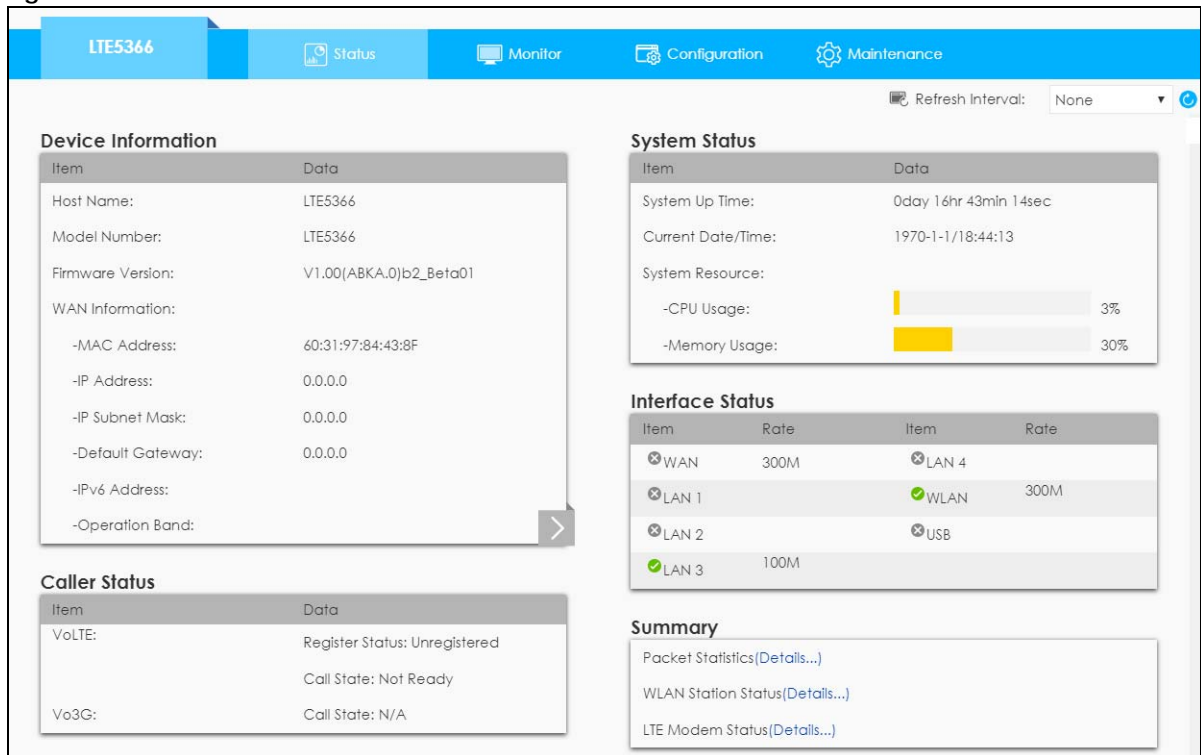 LTE5366
Status
Monitor
Configuration
Maintenance
Refresh Interval: None
Device Information
Item Data
Host Name: LTE5366
Model Number: LTE5366
Firmware Version: V1.00(ABKA.0)b2_Beta01
WAN Information:
-MAC Address: 60:31:97:84:43:8F
-IP Address: 0.0.0.0
-IP Subnet Mask: 0.0.0.0
-Default Gateway: 0.0.0.0
-IPv6 Address:
-Operation Band:
Caller Status
Item Data
VoLTE: Register Status: Unregistered
Call State: Not Ready
Vo3G: Call State: N/A
System Status
Item Data
System Up Time: 0day 16hr 43min 14sec
Current Date/Time: 1970-1-1/18:44:13
System Resource:
-CPU Usage: 3%
-Memory Usage: 30%
Interface Status
Item Rate Item Rate
WAN 300M LAN 4
LAN 1 WLAN 300M
LAN 2 USB
LAN 3 100M
Summary
Packet Statistics(Details...)
WLAN Station Status(Details...)
LTE Modem Status(Details...)